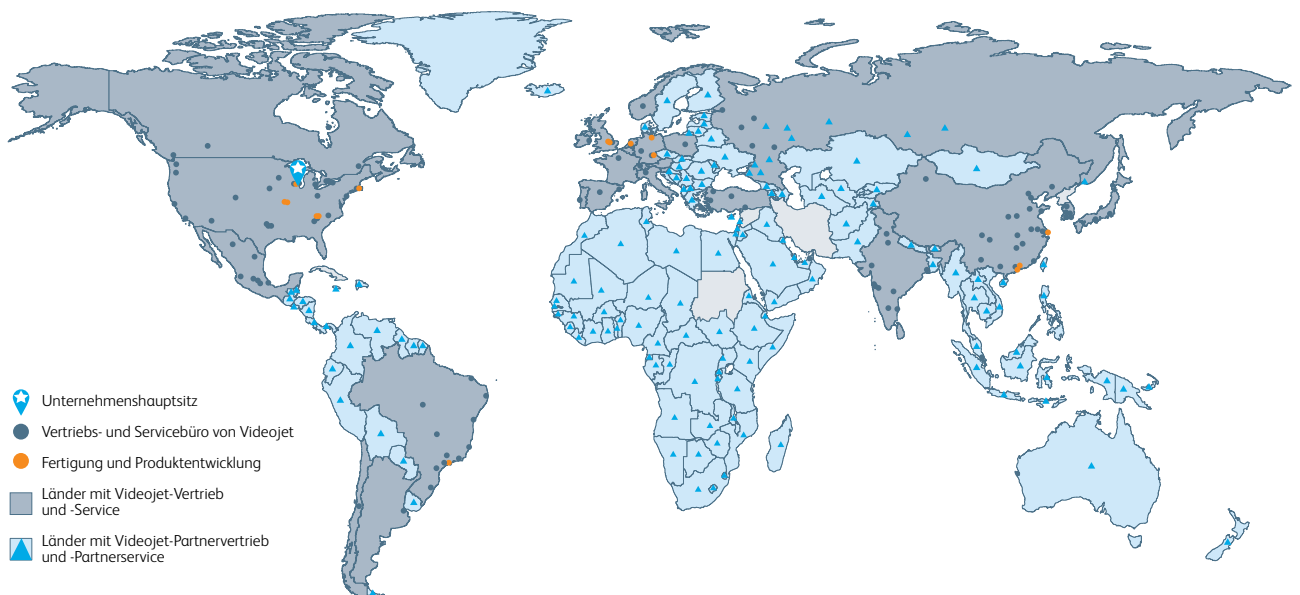 Unternehmenshauptsitz
Vertriebs- und Servicebüro von Videojet
Fertigung und Produktentwicklung
Länder mit Videojet-Vertrieb
und -Service
Länder mit Videojet-Partnervertrieb
und -Partnerservice